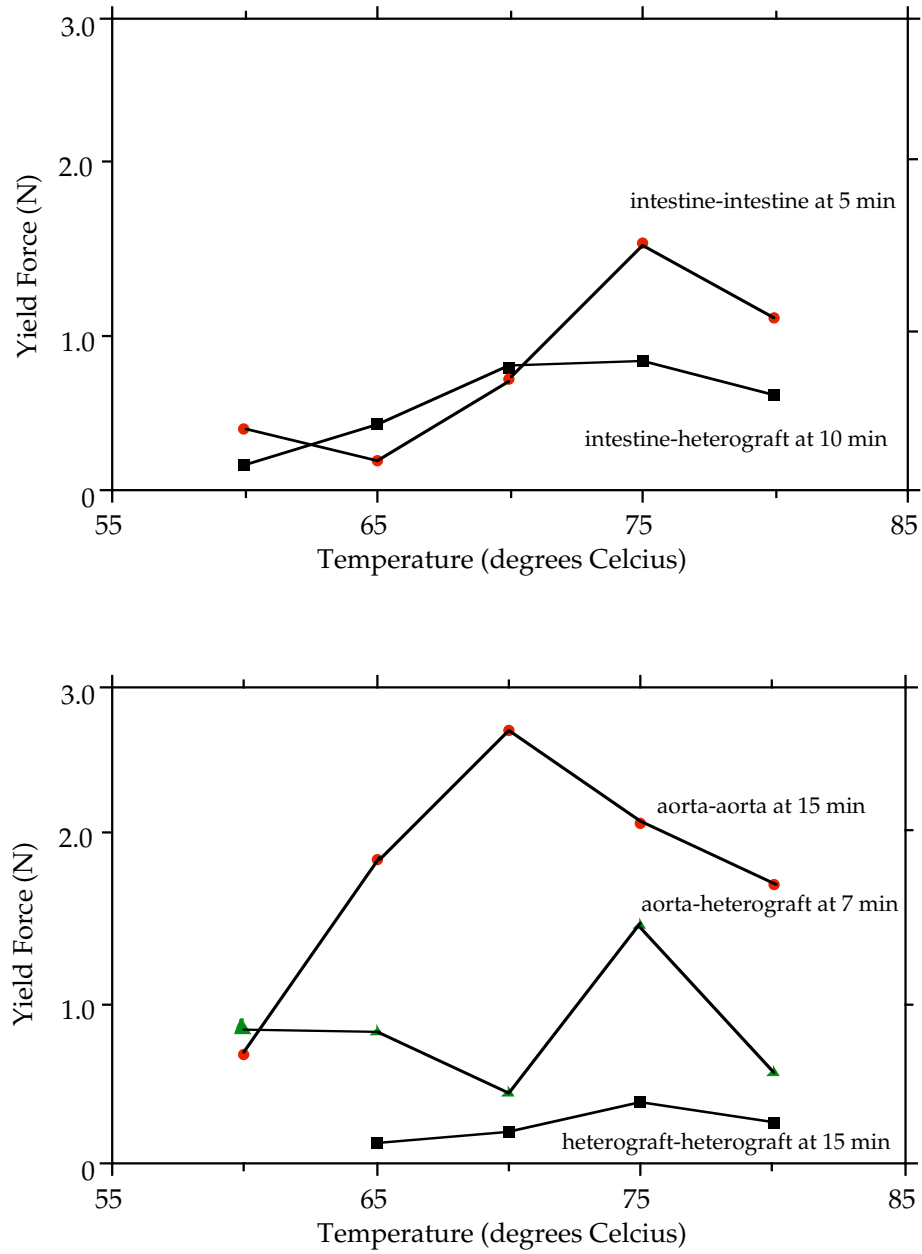 3.0
2.0
1.0
0
Yield Force (N)
intestine-intestine at 5 min
intestine-heterograft at 10 min
55
65
75
85
Temperature (degrees Celcius)
3.0
2.0
1.0
0
Yield Force (N)
aorta-aorta at 15 min
aorta-heterograft at 7 min
heterograft-heterograft at 15 min
55
65
75
85
Temperature (degrees Celcius)